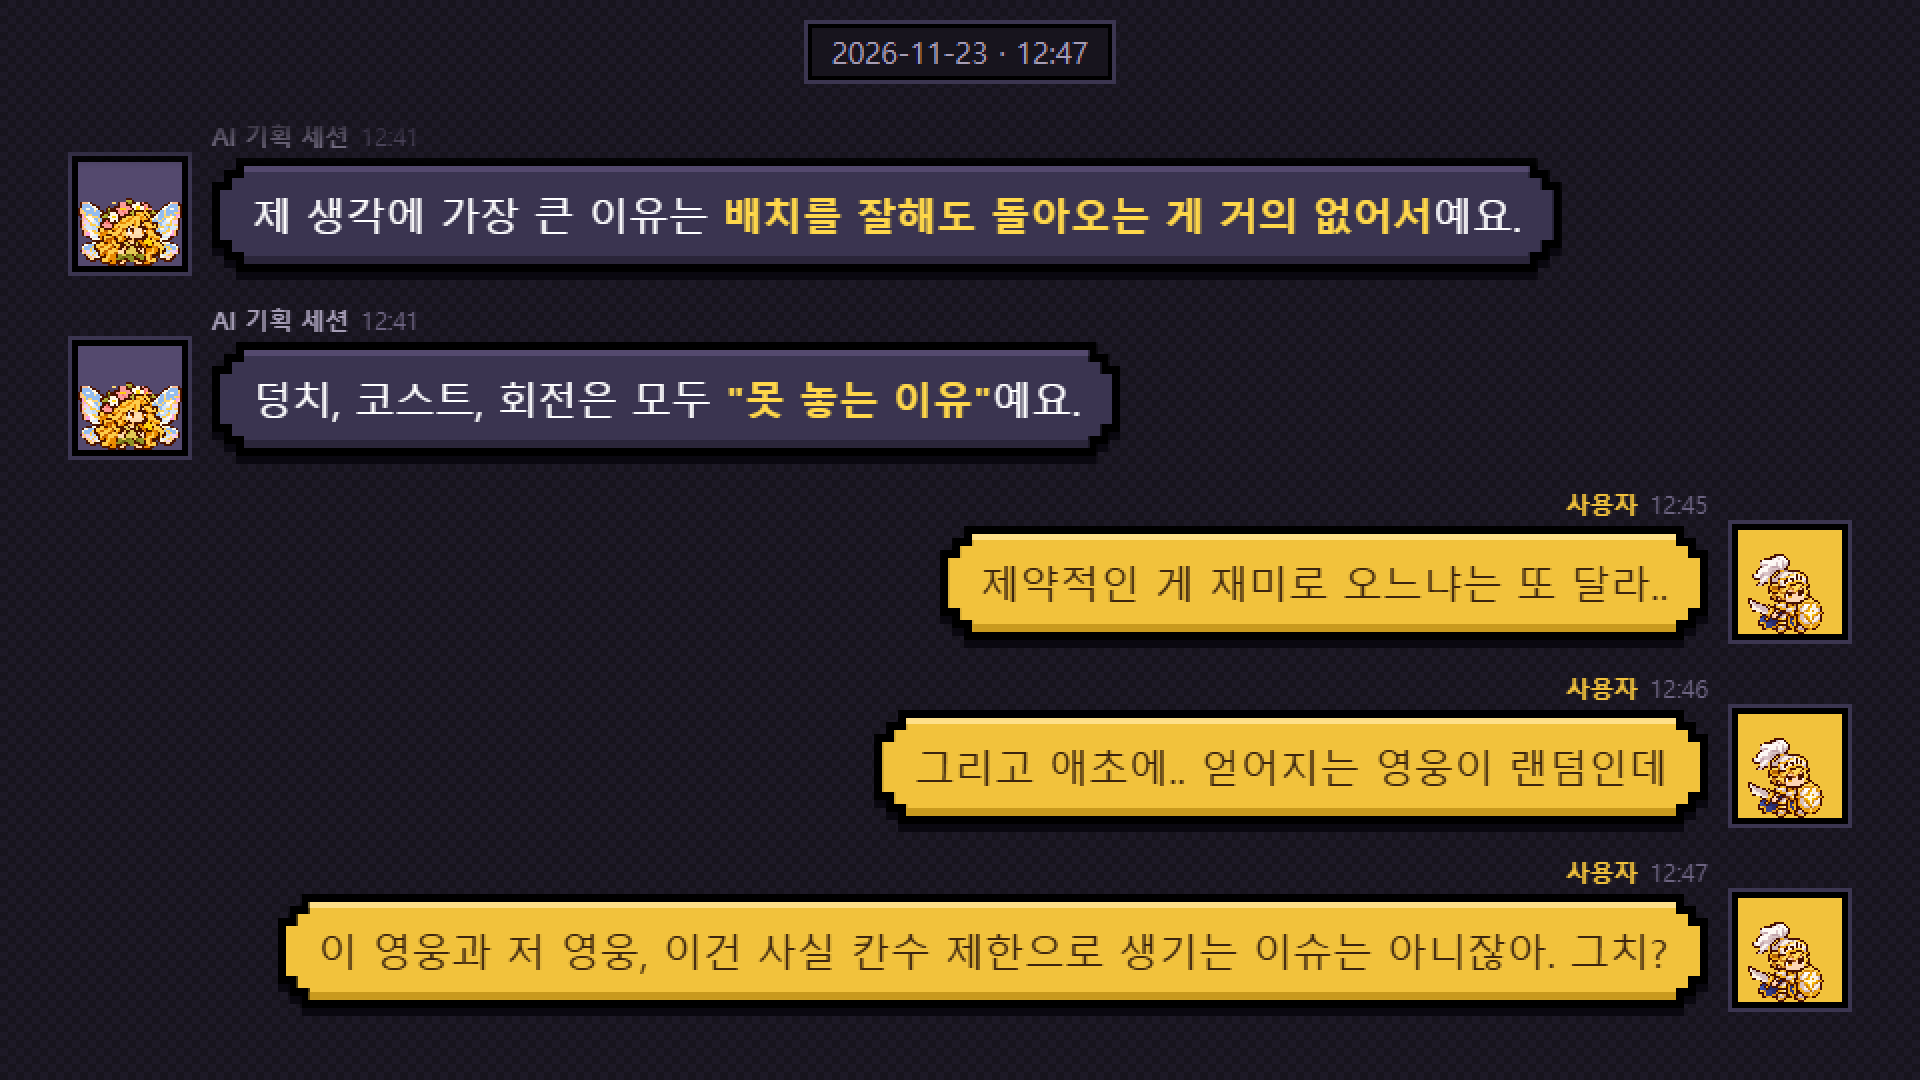 2026-11-23 · 12:47
AI 기획 세션 12:41
제 생각에 가장 큰 이유는 배치를 잘해도 돌아오는 게 거의 없어서예요.
AI 기획 세션 12:41
덩치, 코스트, 회전은 모두 "못 놓는 이유"예요.
사용자 12:45
제약적인 게 재미로 오느냐는 또 달라..
사용자 12:46
그리고 애초에.. 얻어지는 영웅이 랜덤인데
사용자 12:47
이 영웅과 저 영웅, 이건 사실 칸수 제한으로 생기는 이슈는 아니잖아. 그치?